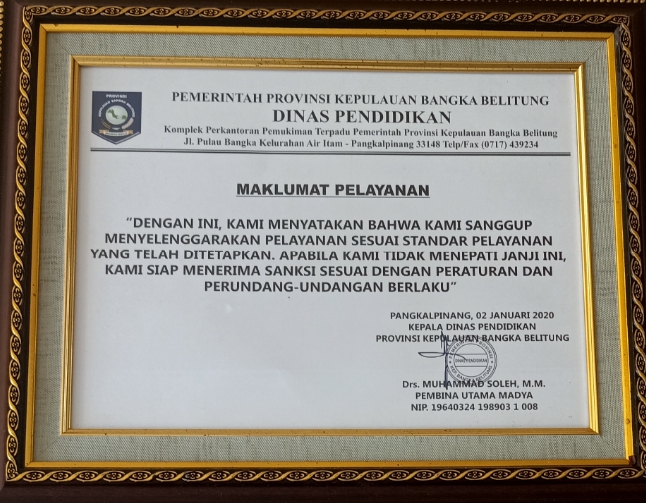 PEMERINTAH PROVINSI KEPULAUAN BANGKA BELITUNG
DINAS PENDIDIKAN
Komplek Perkantoran Pemukiman Terpadu Pemerintah Provinsi Kepulauan Bangka Belitung
Jl. Pulau Bangka Kelurahan Air Itam - Pangkalpinang 33148 Telp/Fax (0717) 439234
MAKLUMAT PELAYANAN
“DENGAN INI, KAMI MENYATAKAN BAHWA KAMI SANGGUP
MENYELENGGARAKAN PELAYANAN SESUAI STANDAR PELAYANAN
YANG TELAH DITETAPKAN. APABILA KAMI TIDAK MENEPATI JANJI INI,
KAMI SIAP MENERIMA SANKSI SESUAI DENGAN PERATURAN DAN
PERUNDANG-UNDANGAN BERLAKU”
PANGKALPINANG, 02 JANUARI 2020
KEPALA DINAS PENDIDIKAN
PROVINSI KEPULAUAN BANGKA BELITUNG
DINAS PENDIDIKAN
Drs. MUHAMMAD SOLEH, M.M.
PEMBINA UTAMA MADYA
NIP. 19640324 198903 1 008